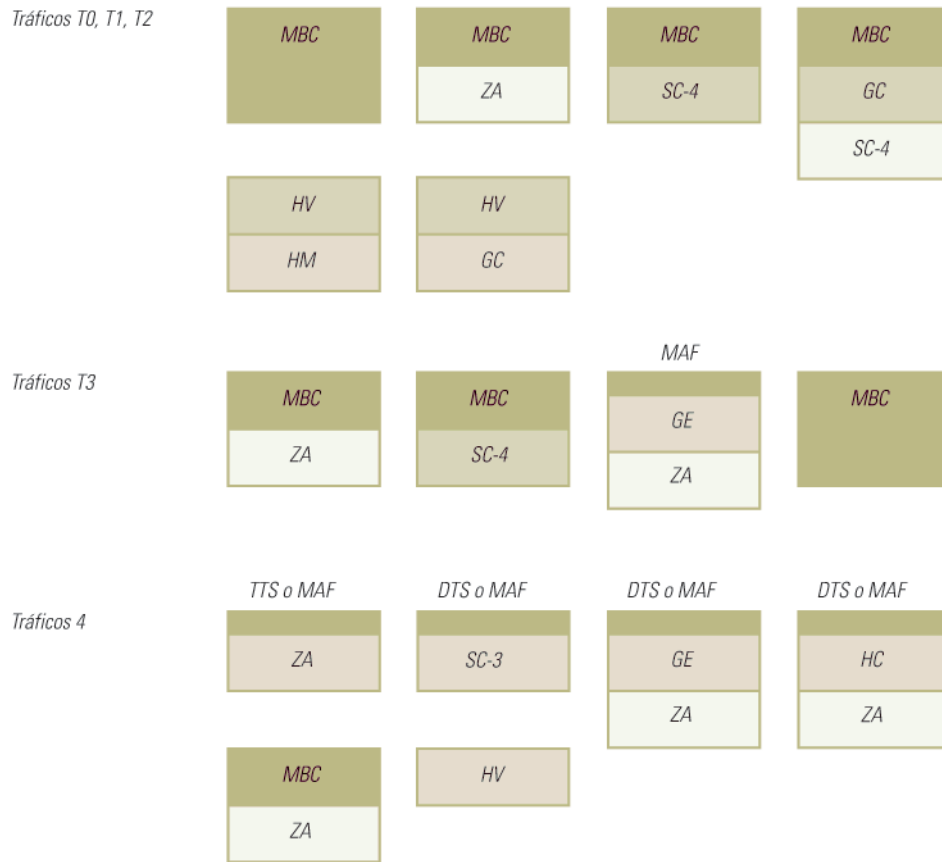 Tráficos T0, T1, T2
MBC MBC MBC MBC
ZA SC-4 GC
SC-4
HV HV
HM GC
MAF
Tráficos T3
MBC MBC MBC
GE
ZA SC-4
ZA
TTS o MAF DTS o MAF DTS o MAF DTS o MAF
Tráficos 4
ZA SC-3 GE HC
ZA ZA
MBC HV
ZA